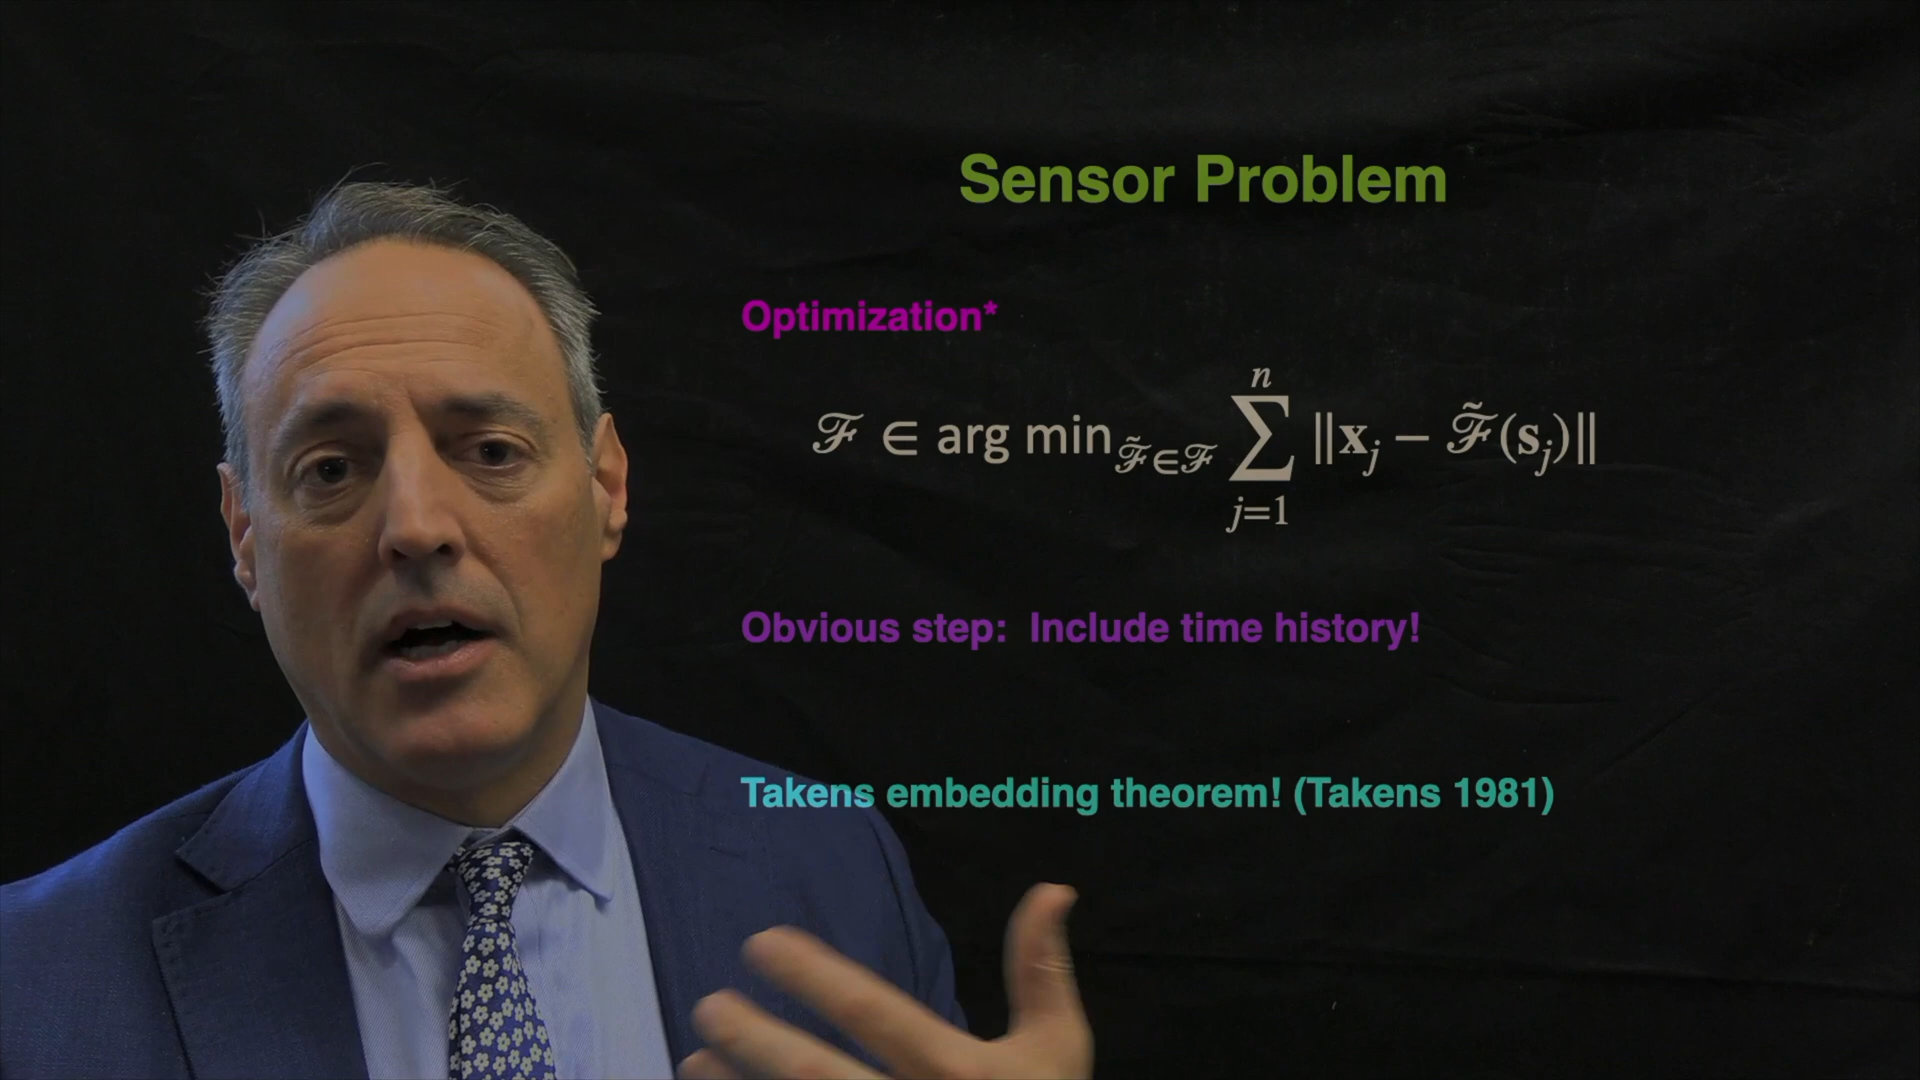 Sensor Problem
Optimization*
ℱ ∈ arg min_{ℱ̃∈ℱ} ∑_{j=1}^{n} ‖𝐱_j − ℱ̃(𝐬_j)‖
Obvious step: Include time history!
Takens embedding theorem! (Takens 1981)